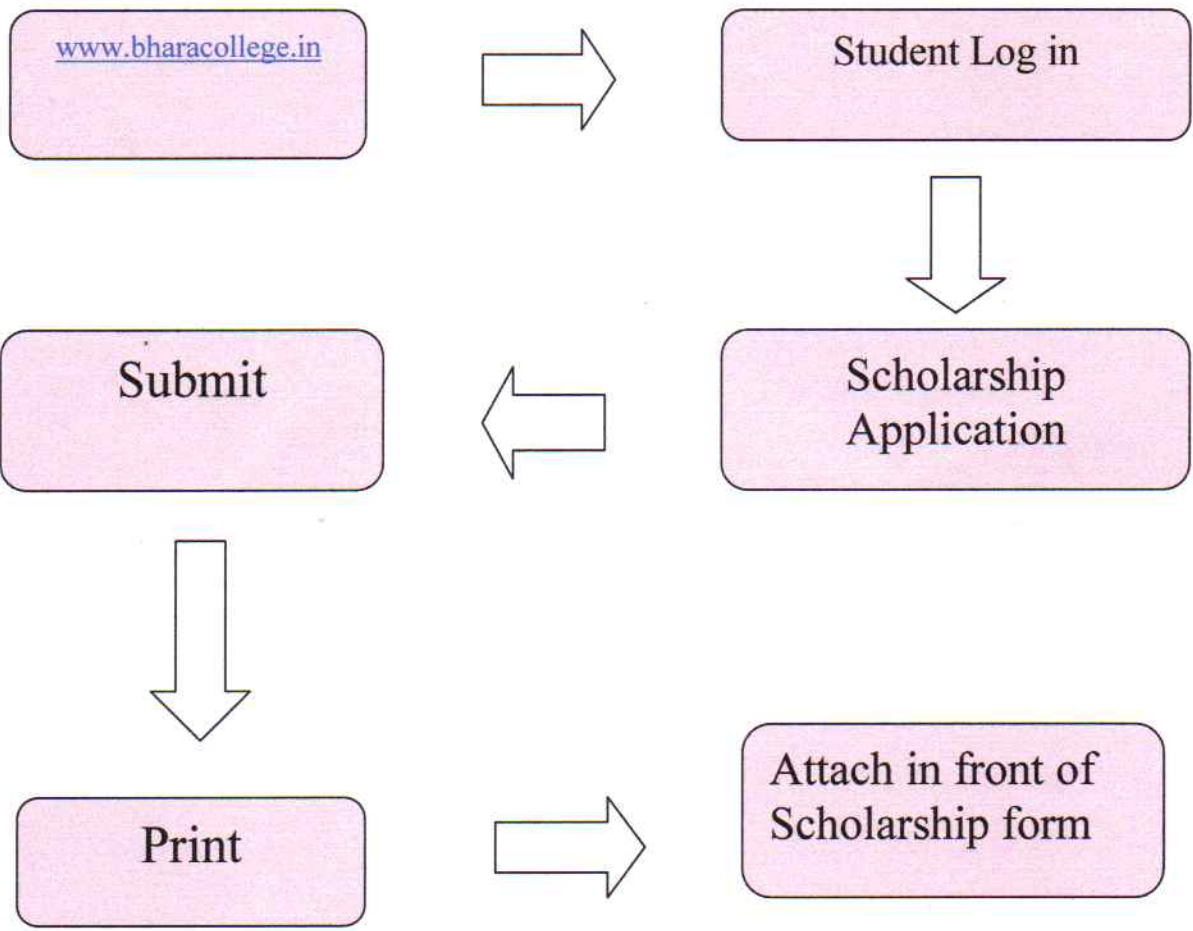 www.bharacollege.in
Student Log in
Scholarship
Application
Submit
Print
Attach in front of
Scholarship form